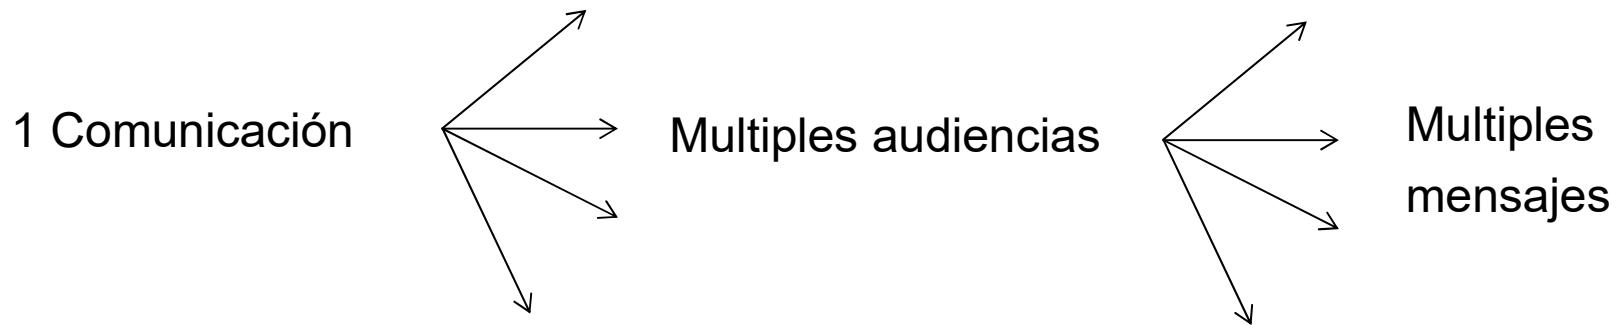 1 Comunicación
Multiples audiencias
Multiples
mensajes